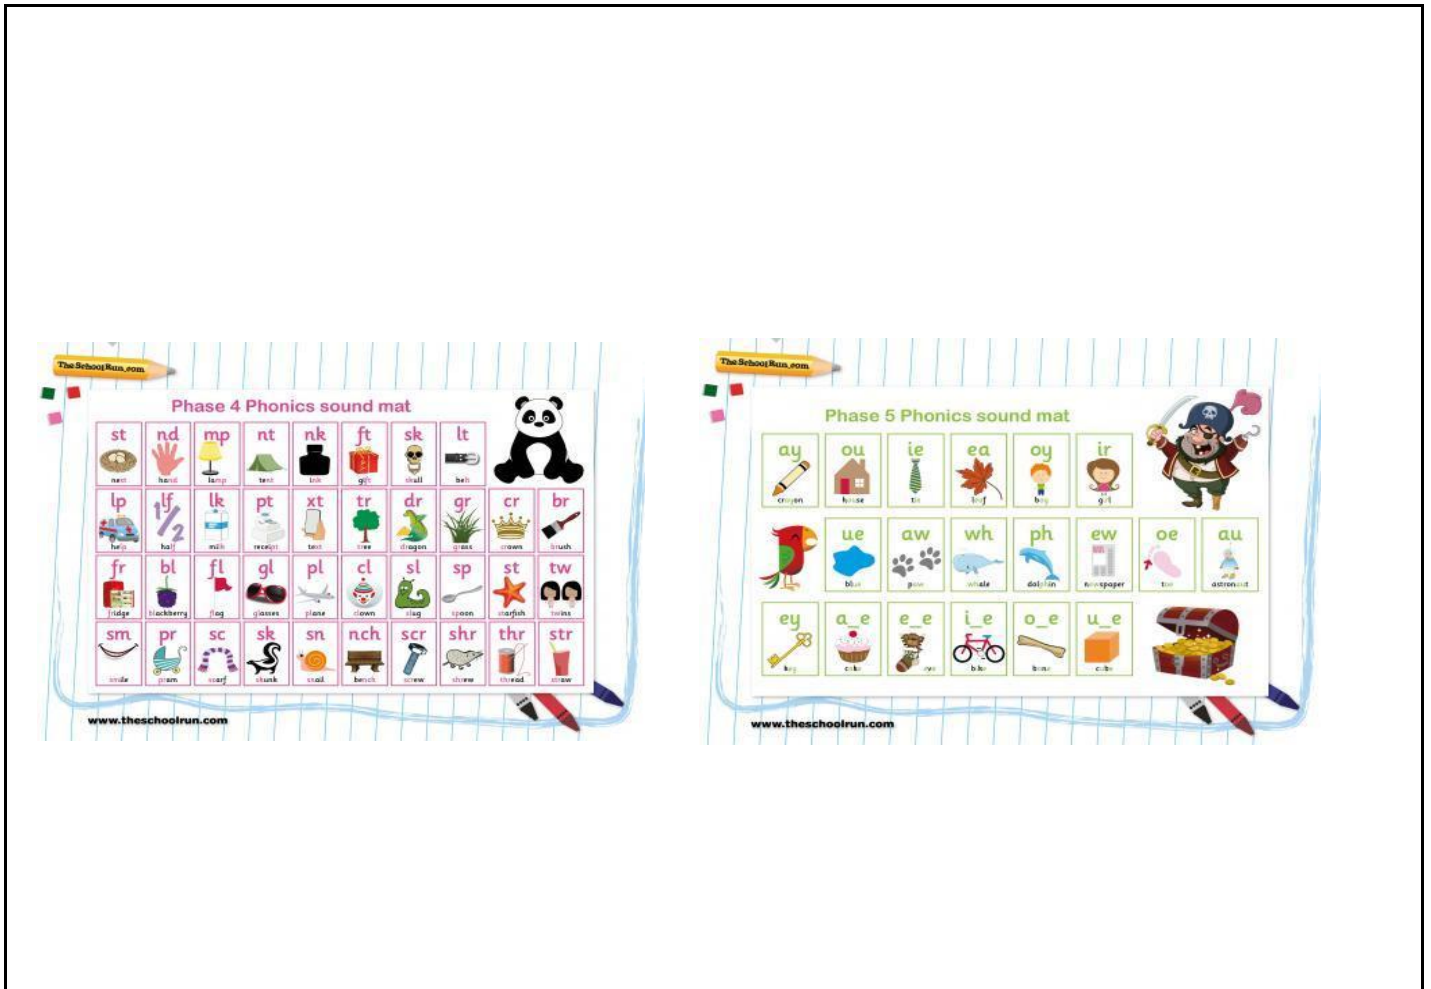 TheSchoolRun.com
Phase 4 Phonics sound mat
st nd mp nt nk ft sk lt
nest hand lamp tent ink gift skull belt
lp lf lk pt xt tr dr gr cr br
1/2
help half milk receipt text tree dragon grass crown brush
fr bl fl gl pl cl sl sp st tw
fridge blackberry flag glasses plane clown slug spoon starfish twins
sm pr sc sk sn nch scr shr thr str
smile pram scarf skunk snail bench screw shrew thread straw
www.theschoolrun.com
TheSchoolRun.com
Phase 5 Phonics sound mat
ay ou ie ea oy ir
crayon house tie leaf boy girl
ue aw wh ph ew oe au
blue paw whale dolphin newspaper toe astronaut
ey a_e e_e i_e o_e u_e
key cake eve bike bone cube
www.theschoolrun.com